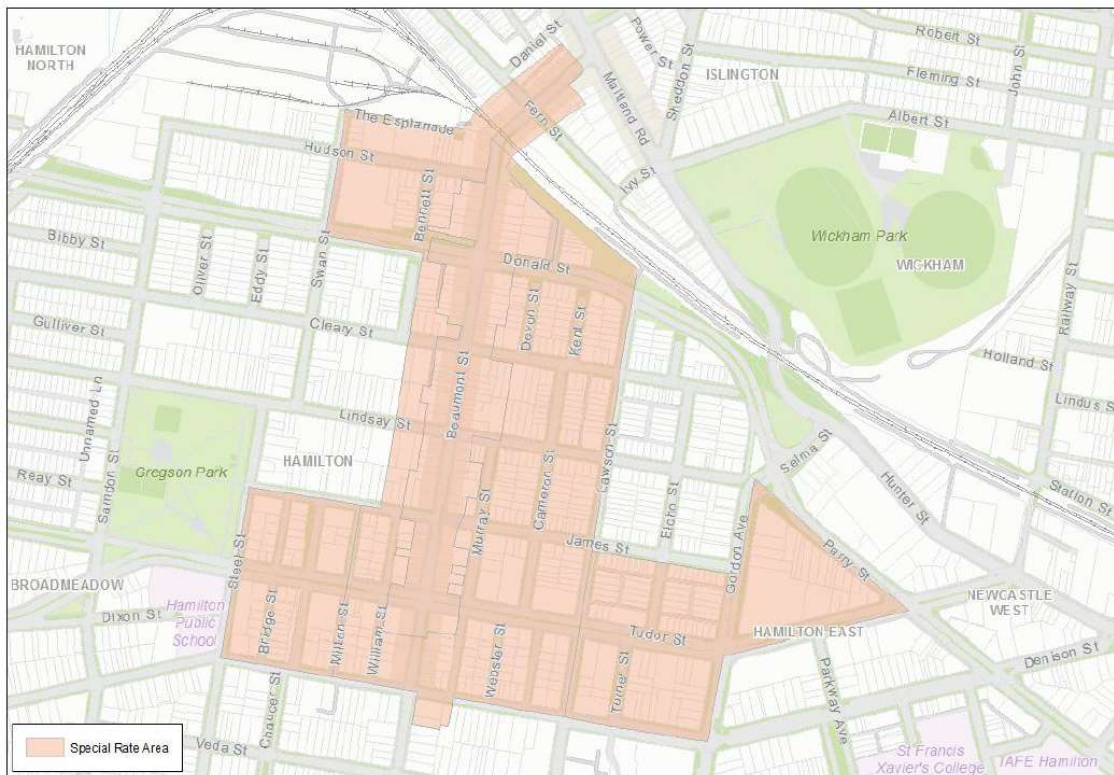 HAMILTON
NORTH
Daniel St
Power St
Sheddon St
Robert St
John St
ISLINGTON
Fleming St
Maitland Rd
Albert St
The Esplanade
Fern St
Hudson St
Ivy St
Bennett St
Wickham Park
WICKHAM
Bibby St
Oliver St
Eddy St
Swan St
Donald St
Railway St
Gulliver St
Cleary St
Devon St
Kent St
Holland St
Unnamed Ln
Beaumont St
Lindsay St
Lindus S
HAMILTON
Gregson Park
Lawson St
Selma St
Reay St
Samdon St
Cameron St
Murray St
Hunter St
Station St
Elcho St
James St
Gordon Ave
Parry St
Steel St
BROADMEADOW
Hamilton
Public
School
Dixon St
Bridge St
Milton St
William St
Tudor St
HAMILTON EAST
NEWCASTLE
WEST
Webster St
Turner St
Denison St
Parkway Ave
Chaucer St
Veda St
St Francis
Xavier's College
TAFE Hamilton
Special Rate Area